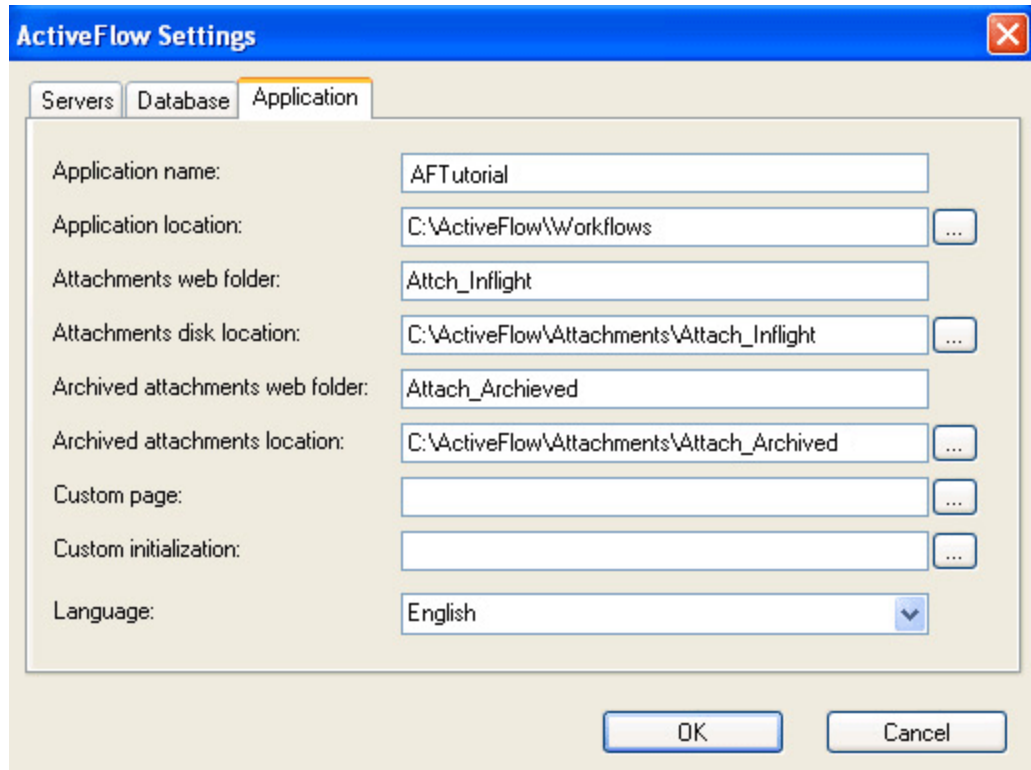 ActiveFlow Settings
Servers Database Application
Application name: AFTutorial
Application location: C:\ActiveFlow\Workflows ...
Attachments web folder: Attch_Inflight
Attachments disk location: C:\ActiveFlow\Attachments\Attach_Inflight ...
Archived attachments web folder: Attach_Archieved
Archived attachments location: C:\ActiveFlow\Attachments\Attach_Archived ...
Custom page: ...
Custom initialization: ...
Language: English
OK Cancel